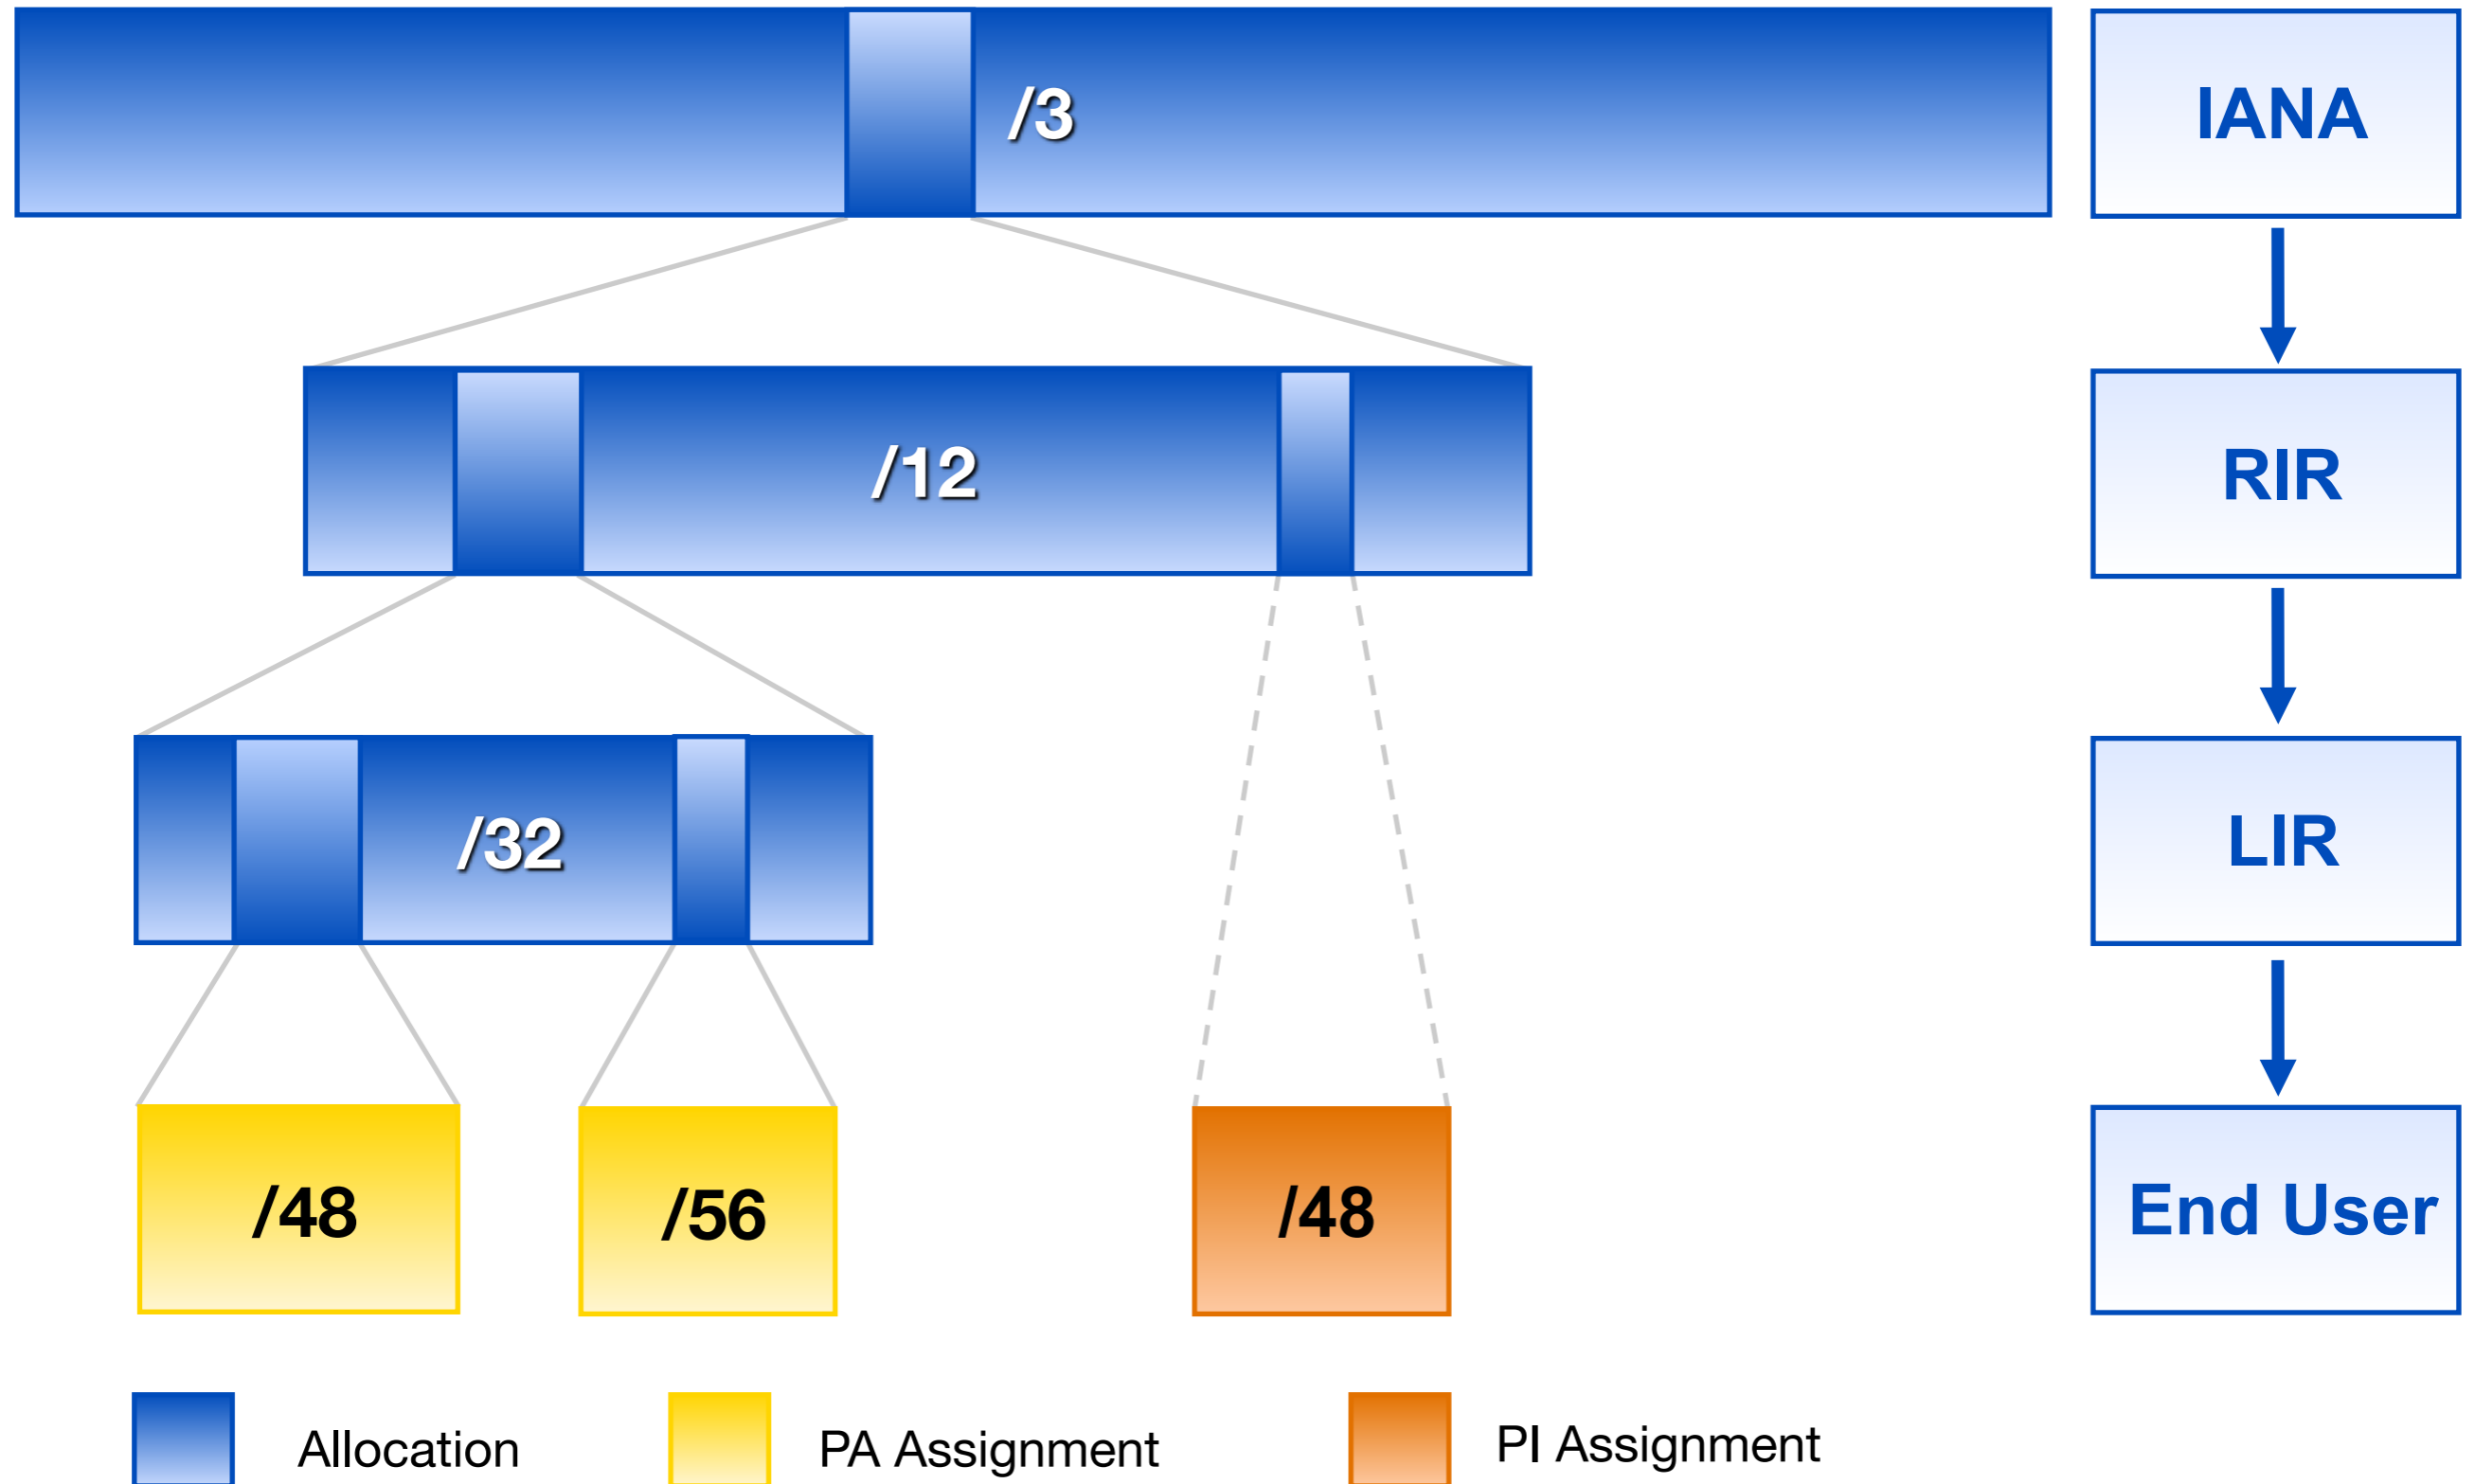 /3
IANA
/12
RIR
/32
LIR
/48
/56
/48
End User
Allocation
PA Assignment
PI Assignment